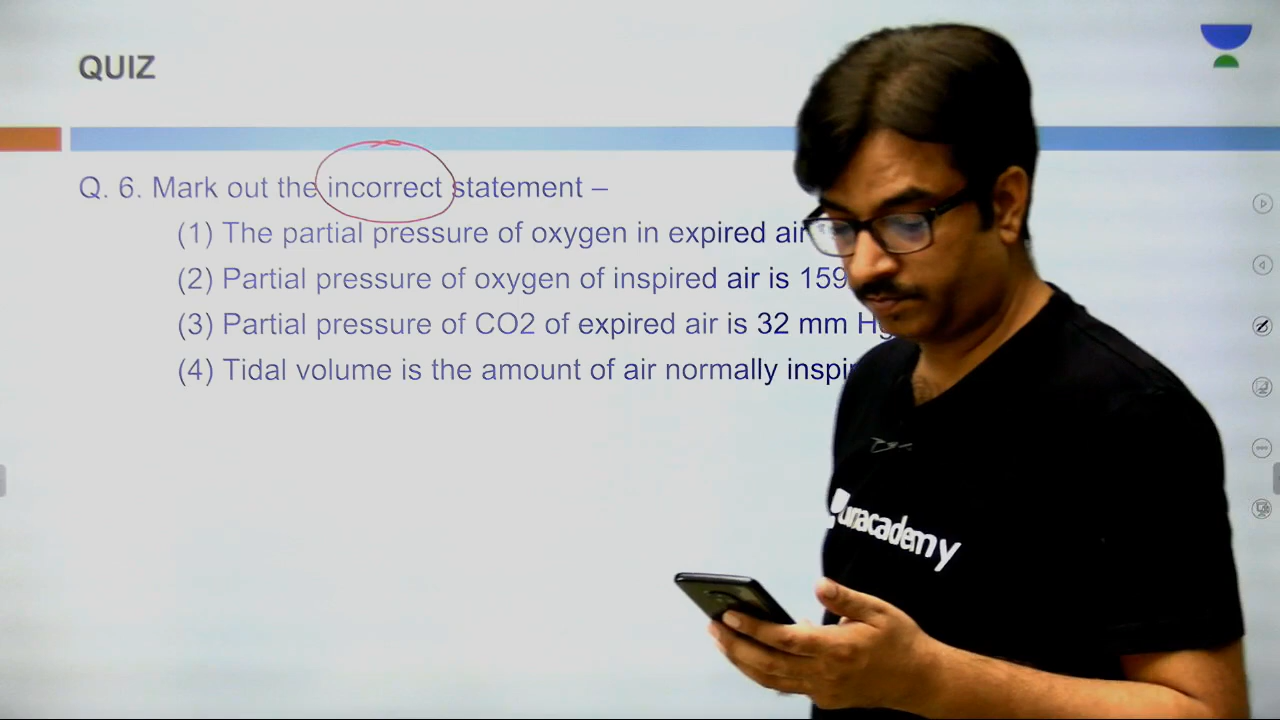 QUIZ
Q. 6. Mark out the incorrect statement –
(1) The partial pressure of oxygen in expired air
(2) Partial pressure of oxygen of inspired air is 159
(3) Partial pressure of CO2 of expired air is 32 mm Hg
(4) Tidal volume is the amount of air normally
unacademy